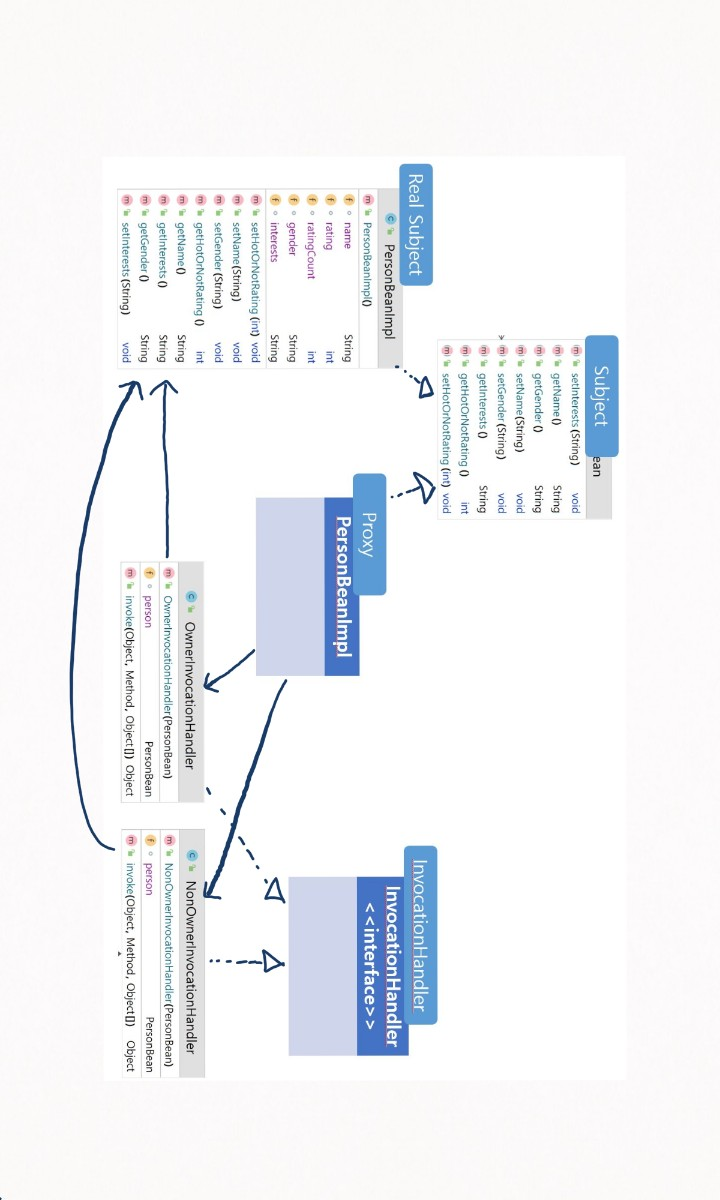 Subject
ean
setInterests (String) void
getName () String
getGender () String
setName (String) void
setGender (String) void
getInterests () String
getHotOrNotRating () int
setHotOrNotRating (int) void
Real Subject
PersonBeanImpl
PersonBeanImpl()
name String
rating int
ratingCount int
gender String
interests String
setHotOrNotRating (int) void
setName (String) void
setGender (String) void
getHotOrNotRating () int
getName () String
getInterests () String
getGender () String
setInterests (String) void
Proxy
PersonBeanImpl
InvocationHandler
InvocationHandler
<<interface>>
OwnerInvocationHandler
OwnerInvocationHandler(PersonBean)
person PersonBean
invoke(Object, Method, Object[]) Object
NonOwnerInvocationHandler
NonOwnerInvocationHandler(PersonBean)
person PersonBean
invoke(Object, Method, Object[]) Object